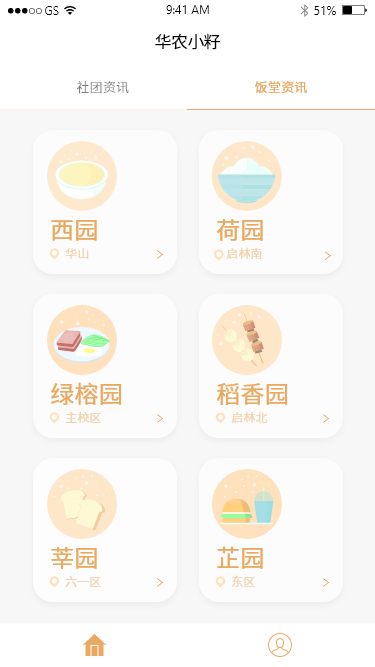 GS 9:41 AM 51%
华农小籽
社团资讯 饭堂资讯
西园 荷园
华山 启林南
绿榕园 稻香园
主校区 启林北
莘园 芷园
六一区 东区